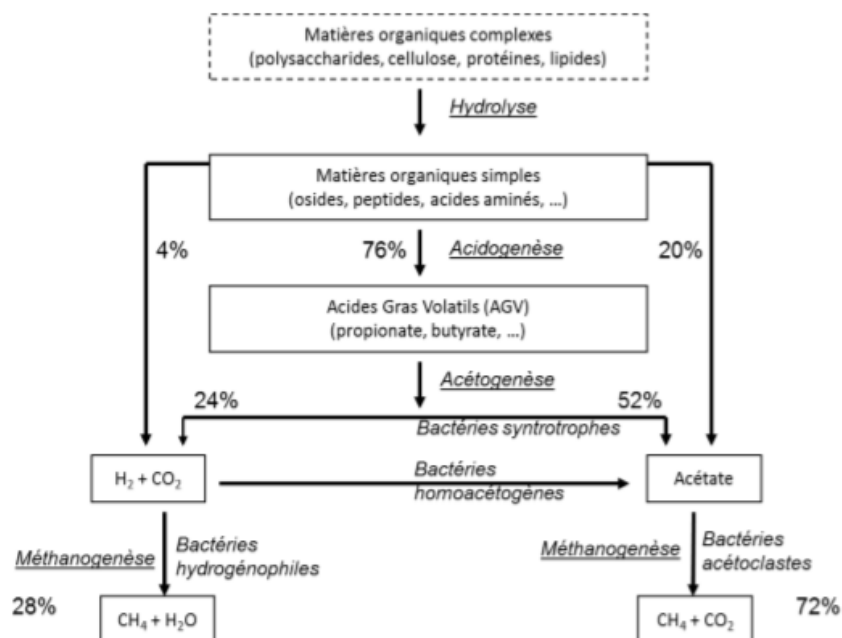 Matières organiques complexes
(polysaccharides, cellulose, protéines, lipides)
Hydrolyse
Matières organiques simples
(osides, peptides, acides aminés, …)
4%
76%
Acidogenèse
20%
Acides Gras Volatils (AGV)
(propionate, butyrate, …)
Acétogenèse
24%
52%
Bactéries syntrotrophes
H₂ + CO₂
Bactéries
homoacétogènes
Acétate
Méthanogenèse
Bactéries
hydrogénophiles
Méthanogenèse
Bactéries
acétoclastes
28%
CH₄ + H₂O
CH₄ + CO₂
72%